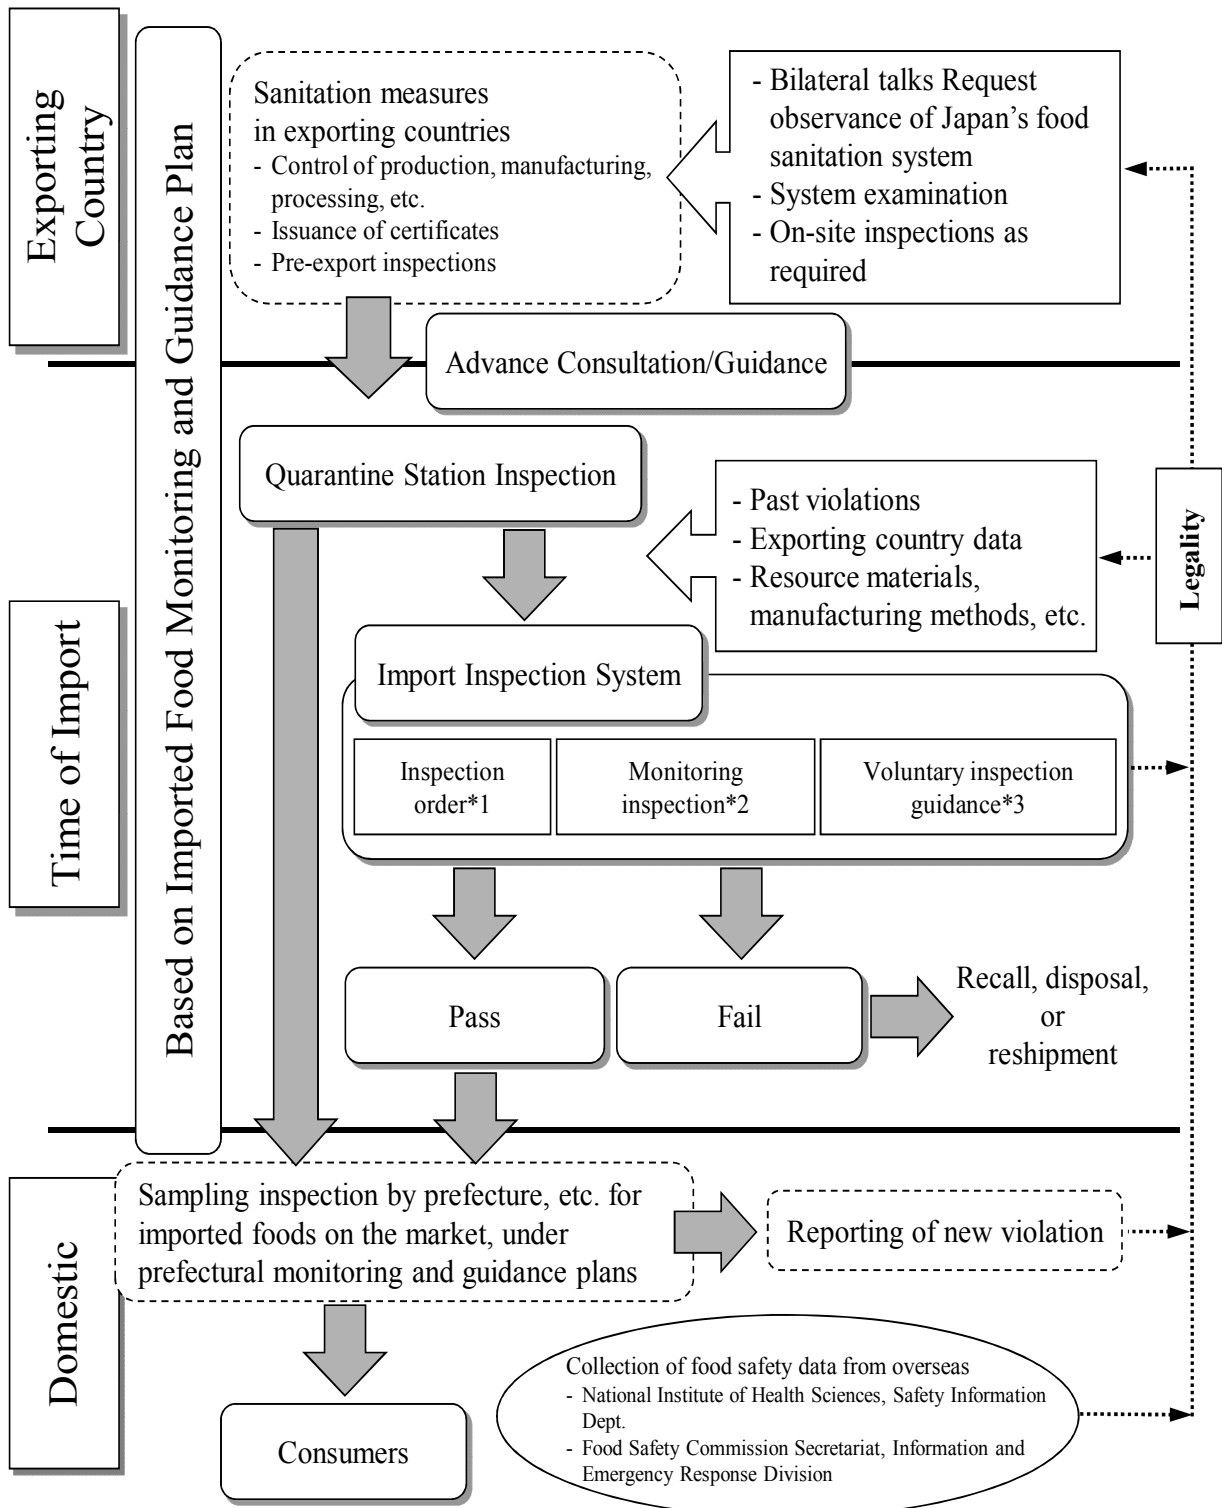 Exporting
Country
Based on Imported Food Monitoring and Guidance Plan
Sanitation measures
in exporting countries
- Control of production, manufacturing,
processing, etc.
- Issuance of certificates
- Pre-export inspections
- Bilateral talks Request
observance of Japan's food
sanitation system
- System examination
- On-site inspections as
required
Advance Consultation/Guidance
Time of Import
Quarantine Station Inspection
- Past violations
- Exporting country data
- Resource materials,
manufacturing methods, etc.
Legality
Import Inspection System
Inspection
order*1
Monitoring
inspection*2
Voluntary inspection
guidance*3
Pass
Fail
Recall, disposal,
or
reshipment
Domestic
Sampling inspection by prefecture, etc. for
imported foods on the market, under
prefectural monitoring and guidance plans
Reporting of new violation
Consumers
Collection of food safety data from overseas
- National Institute of Health Sciences, Safety Information
Dept.
- Food Safety Commission Secretariat, Information and
Emergency Response Division